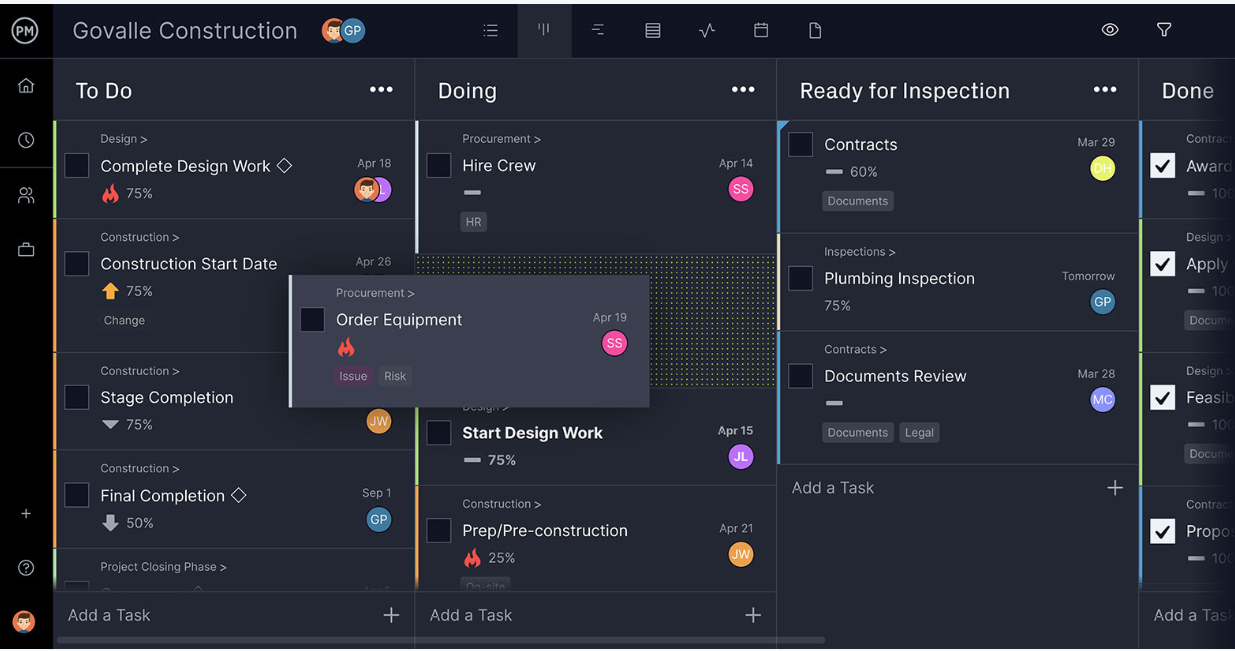 PM
Govalle Construction
GP
To Do
•••
Design >
Complete Design Work
Apr 18
75%
L
Construction >
Construction Start Date
Apr 26
75%
Change
Construction >
Stage Completion
75%
JW
Construction >
Final Completion
Sep 1
50%
GP
Project Closing Phase >
Add a Task
+
Procurement >
Order Equipment
Apr 19
SS
Issue
Risk
Doing
•••
Procurement >
Hire Crew
Apr 14
SS
HR
Design >
Start Design Work
Apr 15
75%
JL
Construction >
Prep/Pre-construction
Apr 21
25%
JW
On-site
Add a Task
+
Ready for Inspection
•••
Contracts
Mar 29
60%
DH
Documents
Inspections >
Plumbing Inspection
Tomorrow
75%
GP
Contracts >
Documents Review
Mar 28
MC
Documents
Legal
Add a Task
+
Done
Contrac
Award
100
Design >
Apply
100
Docume
Design >
Feasib
100
Docume
Contrac
Propo
100
Add a Tas